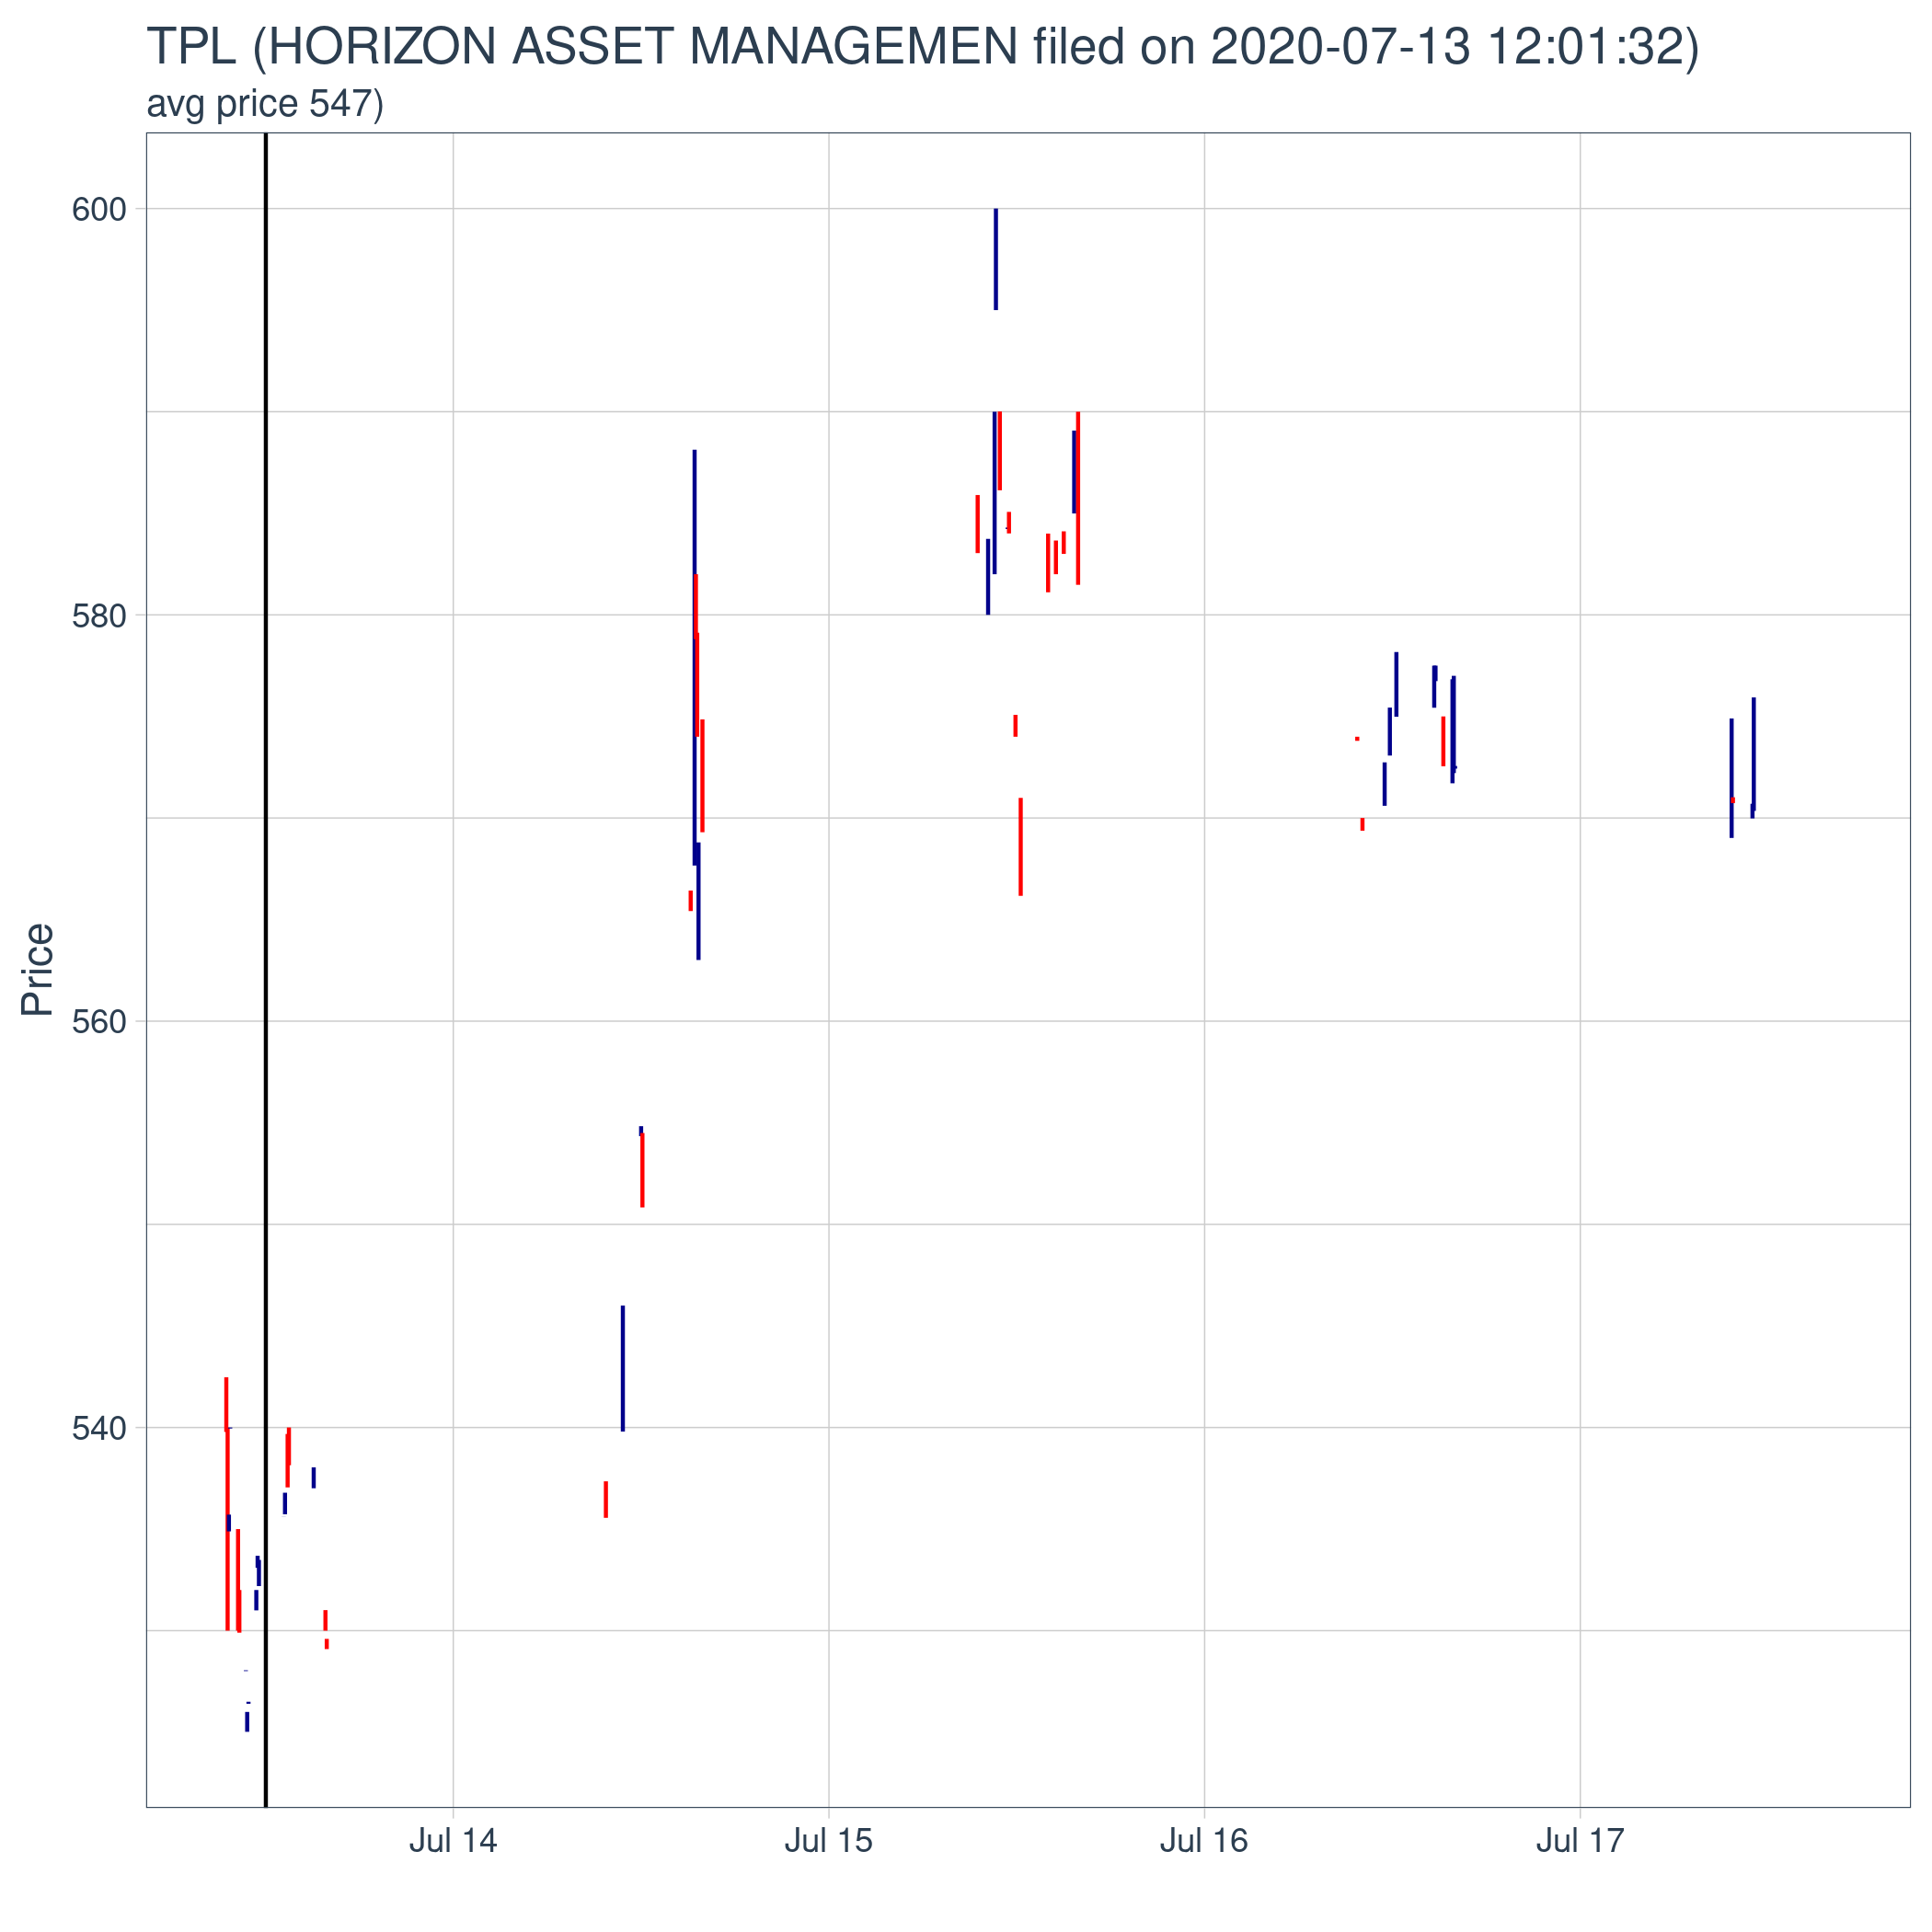 TPL (HORIZON ASSET MANAGEMEN filed on 2020-07-13 12:01:32)
avg price 547)
600
580
560
540
Price
Jul 14
Jul 15
Jul 16
Jul 17